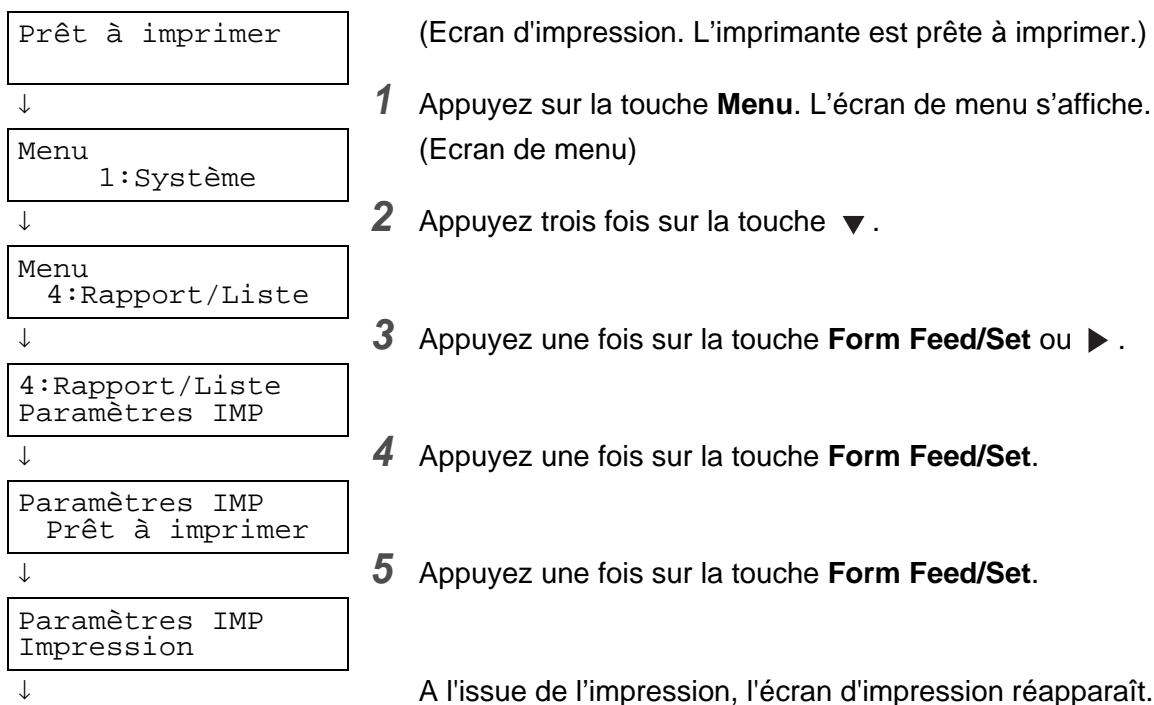 Prêt à imprimer
(Ecran d'impression. L'imprimante est prête à imprimer.)
↓
1 Appuyez sur la touche Menu. L'écran de menu s'affiche.
Menu
1:Système
(Ecran de menu)
↓
2 Appuyez trois fois sur la touche ▼ .
Menu
4:Rapport/Liste
↓
3 Appuyez une fois sur la touche Form Feed/Set ou ▶ .
4:Rapport/Liste
Paramètres IMP
↓
4 Appuyez une fois sur la touche Form Feed/Set.
Paramètres IMP
Prêt à imprimer
↓
5 Appuyez une fois sur la touche Form Feed/Set.
Paramètres IMP
Impression
↓
A l'issue de l'impression, l'écran d'impression réapparaît.